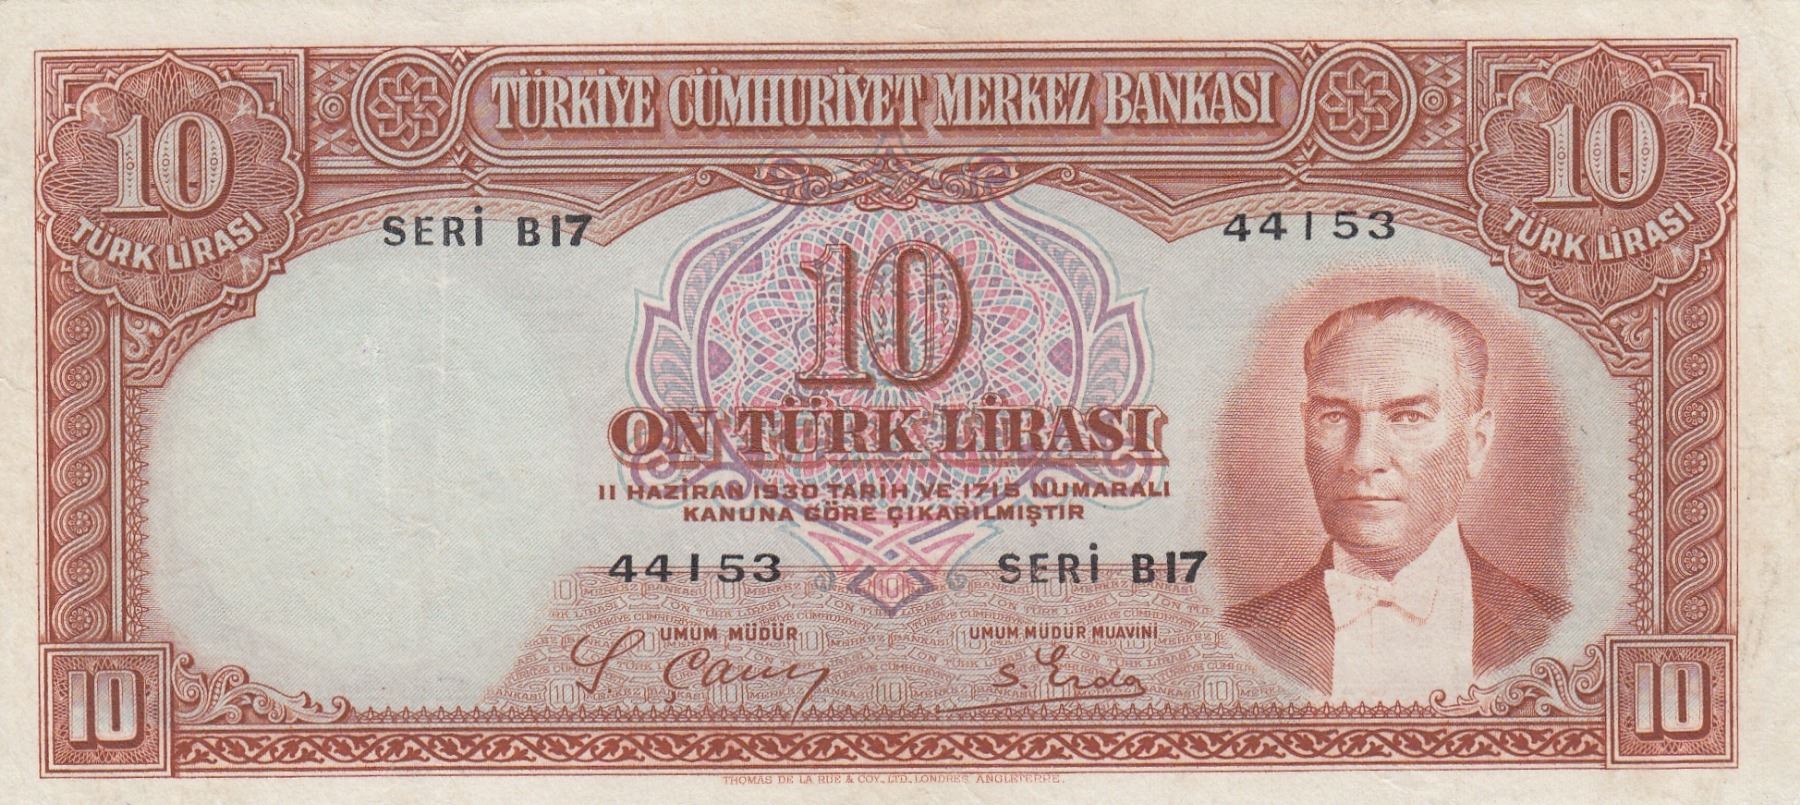 TÜRKİYE CÜMHURİYET MERKEZ BANKASI
10
TÜRK LİRASI
10
TÜRK LİRASI
SERİ B17
44153
10
ON TÜRK LİRASI
11 HAZİRAN 1930 TARİH VE 1715 NUMARALI
KANUNA GÖRE ÇIKARILMIŞTIR
44153
SERİ B17
UMUM MÜDÜR
UMUM MÜDÜR MUAVİNİ
10
10
THOMAS DE LA RUE & COY., LTD., LONDRES ANGLETERRE.